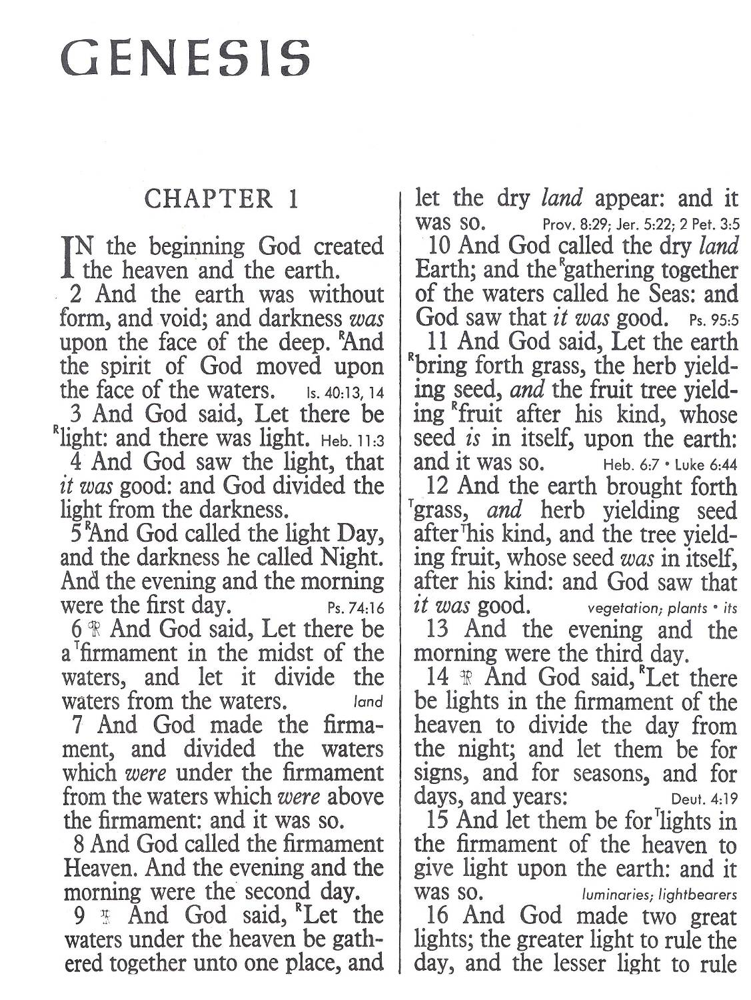 GENESIS
CHAPTER 1
IN the beginning God created
the heaven and the earth.
2 And the earth was without
form, and void; and darkness was
upon the face of the deep. RAnd
the spirit of God moved upon
the face of the waters. Is. 40:13, 14
3 And God said, Let there be
Rlight: and there was light. Heb. 11:3
4 And God saw the light, that
it was good: and God divided the
light from the darkness.
5 RAnd God called the light Day,
and the darkness he called Night.
And the evening and the morning
were the first day. Ps. 74:16
6 And God said, Let there be
a Tfirmament in the midst of the
waters, and let it divide the
waters from the waters. land
7 And God made the firma-
ment, and divided the waters
which were under the firmament
from the waters which were above
the firmament: and it was so.
8 And God called the firmament
Heaven. And the evening and the
morning were the second day.
9 And God said, RLet the
waters under the heaven be gath-
ered together unto one place, and
let the dry land appear: and it
was so. Prov. 8:29; Jer. 5:22; 2 Pet. 3:5
10 And God called the dry land
Earth; and the Rgathering together
of the waters called he Seas: and
God saw that it was good. Ps. 95:5
11 And God said, Let the earth
Rbring forth grass, the herb yield-
ing seed, and the fruit tree yield-
ing Rfruit after his kind, whose
seed is in itself, upon the earth:
and it was so. Heb. 6:7 • Luke 6:44
12 And the earth brought forth
Tgrass, and herb yielding seed
after This kind, and the tree yield-
ing fruit, whose seed was in itself,
after his kind: and God saw that
it was good. vegetation; plants • its
13 And the evening and the
morning were the third day.
14 And God said, RLet there
be lights in the firmament of the
heaven to divide the day from
the night; and let them be for
signs, and for seasons, and for
days, and years: Deut. 4:19
15 And let them be for Tlights in
the firmament of the heaven to
give light upon the earth: and it
was so. luminaries; lightbearers
16 And God made two great
lights; the greater light to rule the
day, and the lesser light to rule